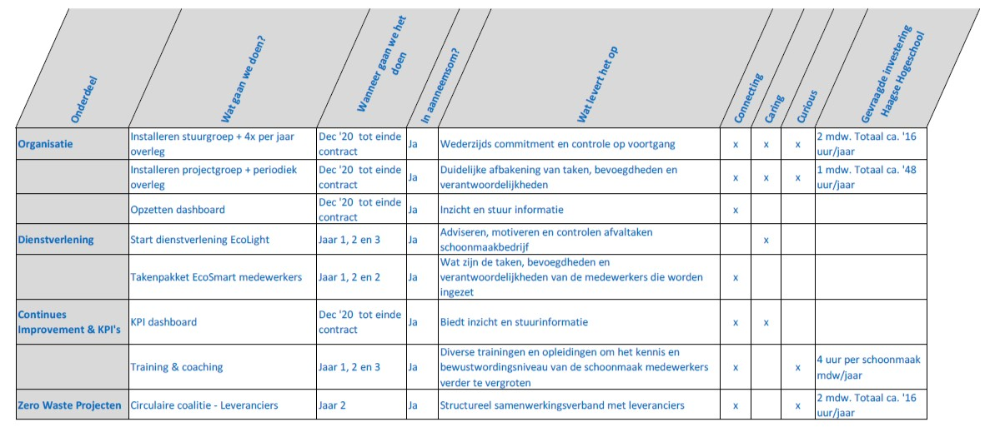 Onderdeel
Wat gaan we doen?
Wanneer gaan we het
doen
In aanneemsom?
Wat levert het op
Connecting
Caring
Curious
Gevraagde investering
Haagse Hogeschool
Organisatie
Installeren stuurgroep + 4x per jaar
overleg
Dec '20 tot einde
contract
Ja
Wederzijds commitment en controle op voortgang
x
x
x
2 mdw. Totaal ca. '16
uur/jaar
Installeren projectgroep + periodiek
overleg
Dec '20 tot einde
contract
Ja
Duidelijke afbakening van taken, bevoegdheden en
verantwoordelijkheden
x
x
x
1 mdw. Totaal ca. '48
uur/jaar
Opzetten dashboard
Dec '20 tot einde
contract
Ja
Inzicht en stuur informatie
x
Dienstverlening
Start dienstverlening EcoLight
Jaar 1, 2 en 3
Ja
Adviseren, motiveren en controlen afvaltaken
schoonmaakbedrijf
x
Takenpakket EcoSmart medewerkers
Jaar 1, 2 en 2
Ja
Wat zijn de taken, bevoegdheden en
verantwoordelijkheden van de medewerkers die worden
ingezet
x
Continues
Improvement & KPI's
KPI dashboard
Dec '20 tot einde
contract
Ja
Biedt inzicht en stuurinformatie
x
x
Training & coaching
Jaar 1, 2 en 3
Ja
Diverse trainingen en opleidingen om het kennis en
bewustwordingsniveau van de schoonmaak medewerkers
verder te vergroten
x
x
4 uur per schoonmaak
mdw/jaar
Zero Waste Projecten
Circulaire coalitie - Leveranciers
Jaar 2
Ja
Structureel samenwerkingsverband met leveranciers
x
x
2 mdw. Totaal ca. '16
uur/jaar